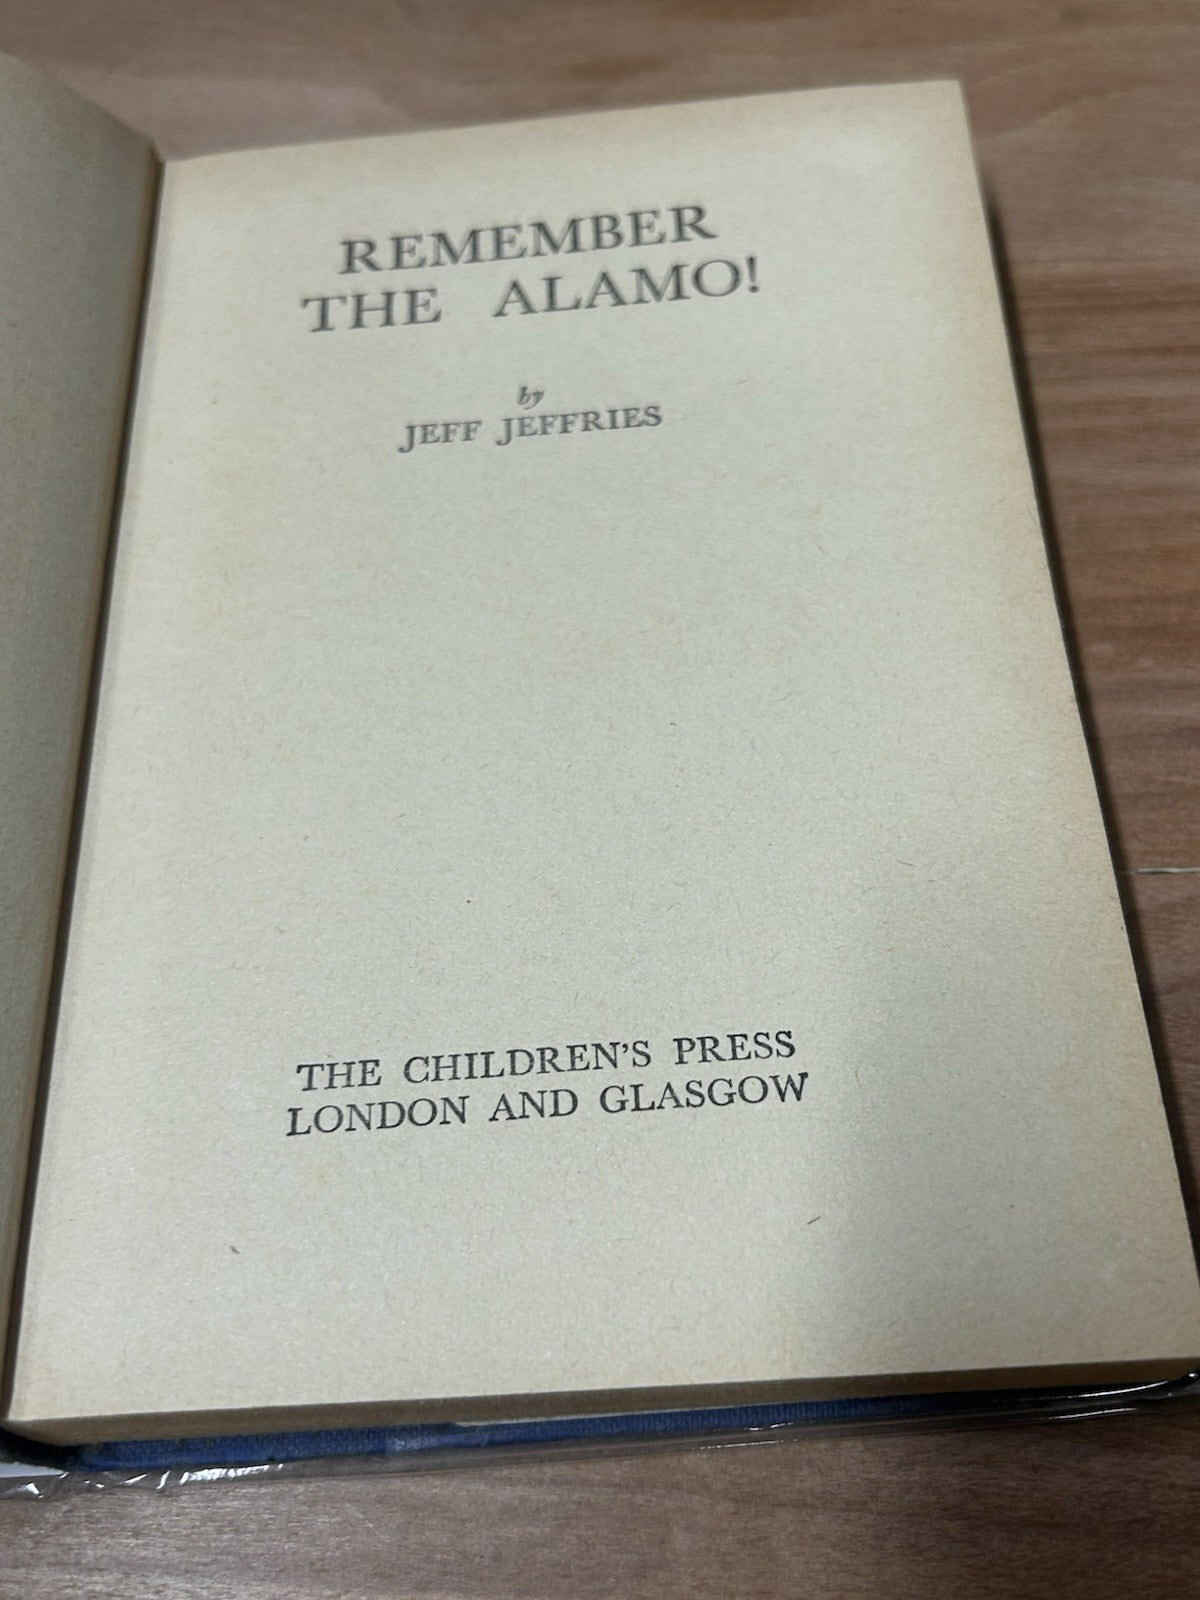 REMEMBER
THE ALAMO!
by
JEFF JEFFRIES
THE CHILDREN'S PRESS
LONDON AND GLASGOW